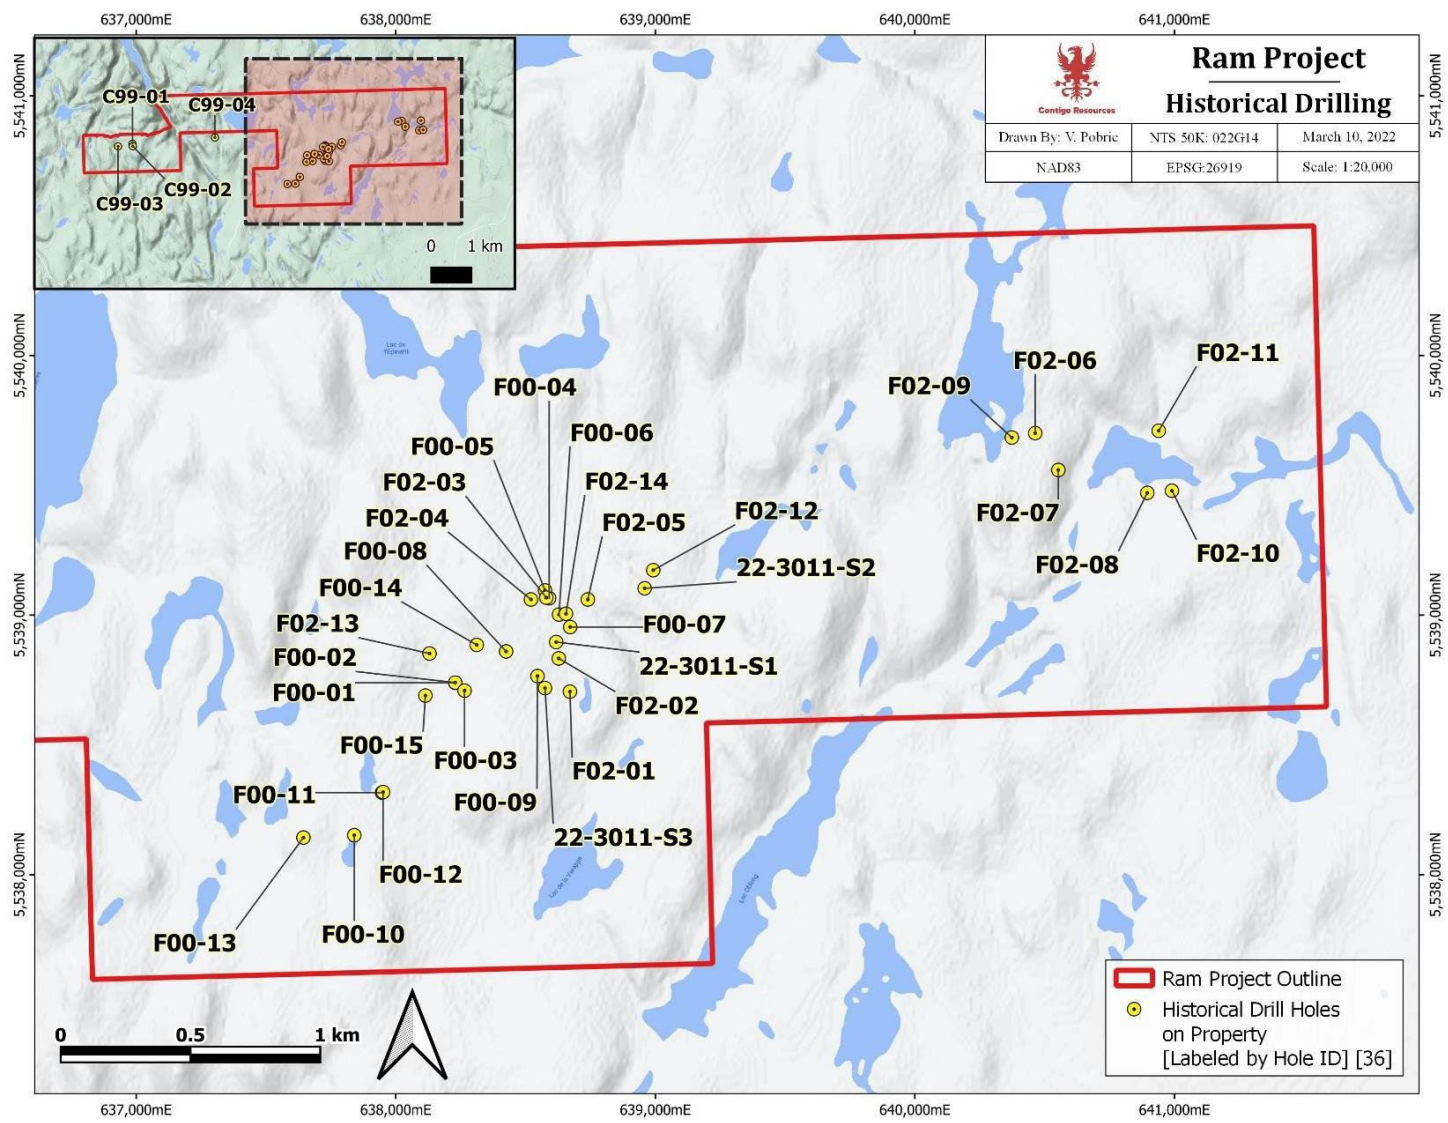 637,000mE
638,000mE
639,000mE
640,000mE
641,000mE
5,541,000mN
5,540,000mN
5,539,000mN
5,538,000mN
5,541,000mN
5,540,000mN
5,539,000mN
5,538,000mN
C99-01
C99-04
C99-02
C99-03
0 1 km
Contigo Resources
Ram Project
Historical Drilling
Drawn By: V. Pobric
NTS 50K: 022G14
March 10, 2022
NAD83
EPSG:26919
Scale: 1:20,000
Lac de
l'Épinard
F02-11
F02-06
F02-09
F00-04
F00-06
F00-05
F02-03
F02-14
F02-04
F02-05
F02-12
F02-07
F00-08
F02-10
F02-08
22-3011-S2
F00-14
F02-13
F00-07
F00-02
22-3011-S1
F00-01
F02-02
F00-15
F00-03
F02-01
F00-11
F00-09
22-3011-S3
F00-12
F00-13
F00-10
0 0.5 1 km
Ram Project Outline
Historical Drill Holes
on Property
[Labeled by Hole ID] [36]
637,000mE
638,000mE
639,000mE
640,000mE
641,000mE